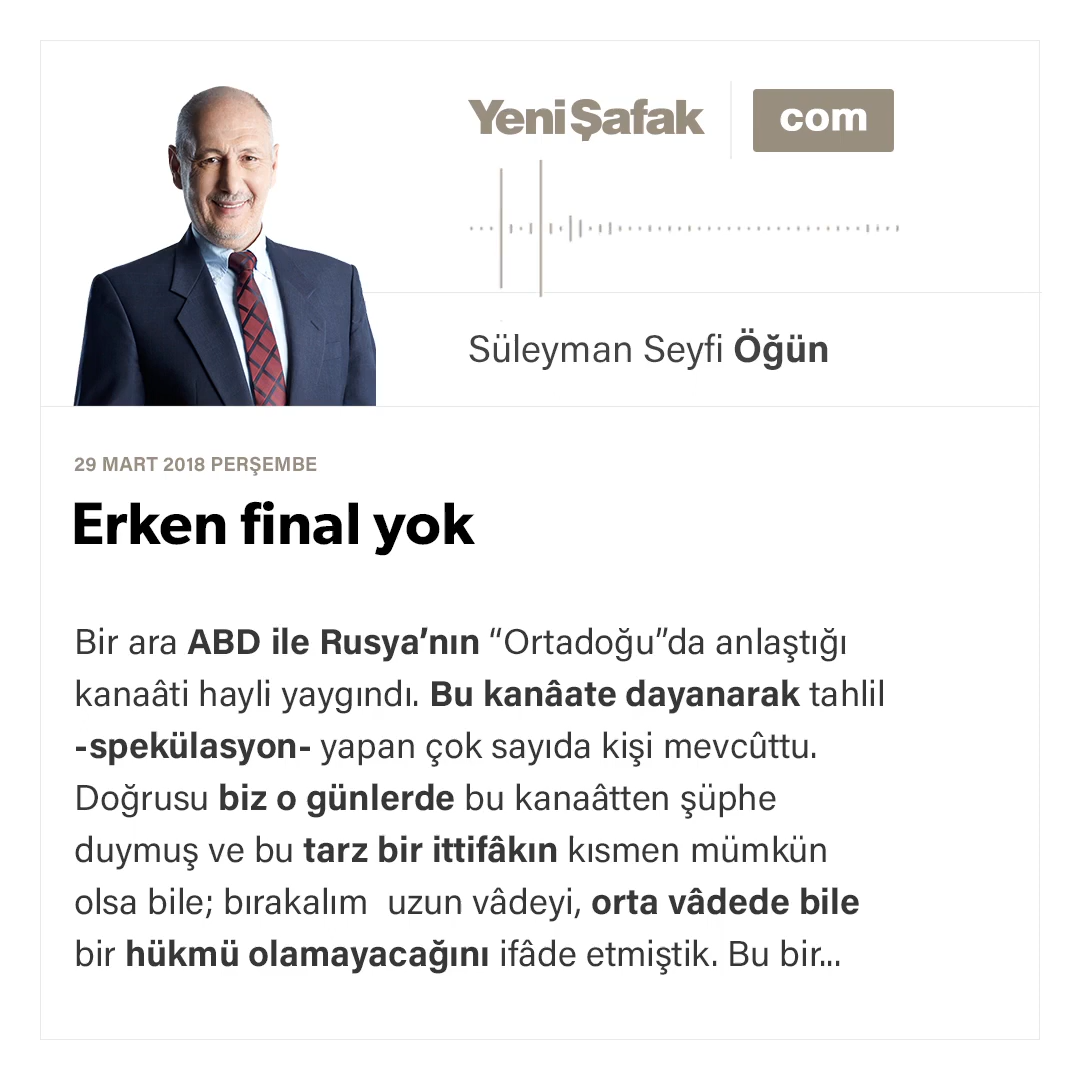 YeniŞafak com
Süleyman Seyfi Öğün
29 MART 2018 PERŞEMBE
Erken final yok
Bir ara ABD ile Rusya’nın “Ortadoğu”da anlaştığı
kanaâti hayli yaygındı. Bu kanâate dayanarak tahlil
-spekülasyon- yapan çok sayıda kişi mevcûttu.
Doğrusu biz o günlerde bu kanaâtten şüphe
duymuş ve bu tarz bir ittifâkın kısmen mümkün
olsa bile; bırakalım  uzun vâdeyi, orta vâdede bile
bir hükmü olamayacağını ifâde etmiştik. Bu bir...